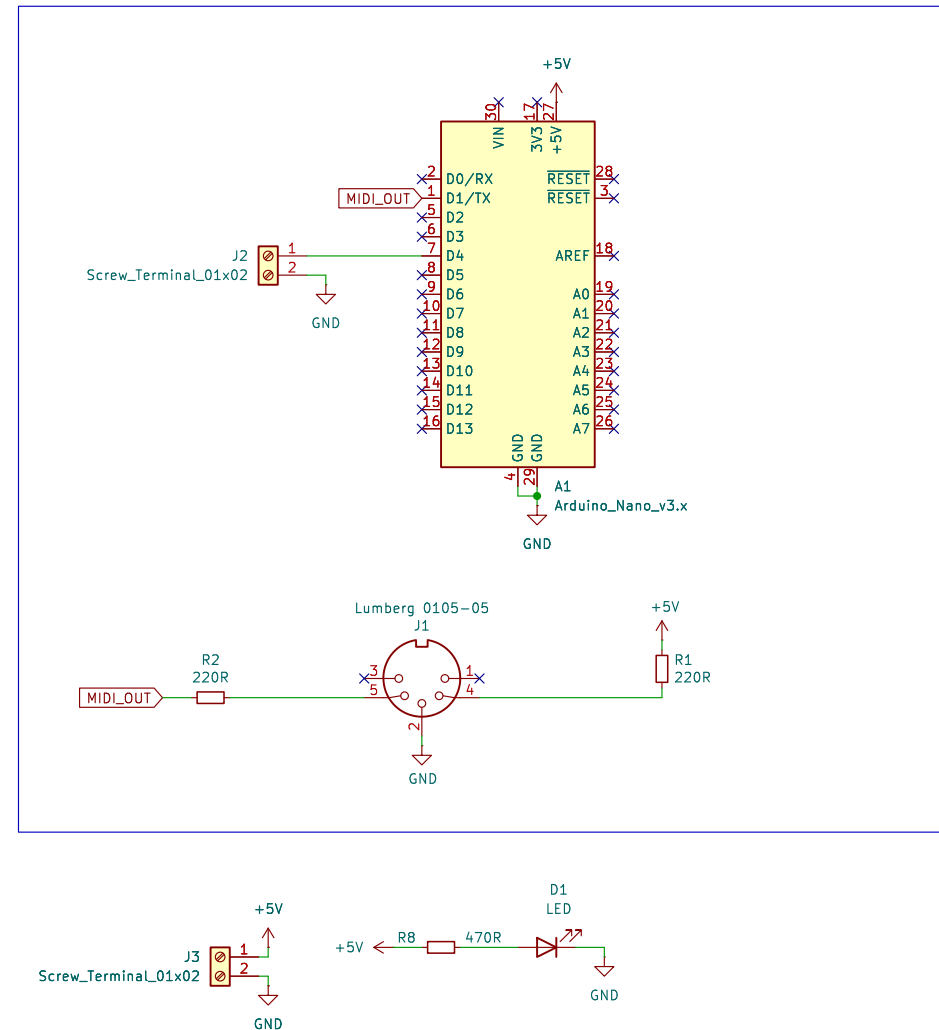 +5V
30
17
27
VIN
3V3
+5V
2 D0/RX RESET 28
MIDI_OUT 1 D1/TX RESET 3
5 D2
6 D3
J2 1 7 D4 AREF 18
Screw_Terminal_01x02 2 8 D5
9 D6 A0 19
10 D7 A1 20
GND
11 D8 A2 21
12 D9 A3 22
13 D10 A4 23
14 D11 A5 24
15 D12 A6 25
16 D13 A7 26
GND
GND
4
29
A1
Arduino_Nano_v3.x
GND
Lumberg 0105-05
J1
+5V
R2
220R
3
1
R1
220R
MIDI_OUT
5
4
2
GND
D1
LED
+5V
J3 1
Screw_Terminal_01x02 2
GND
+5V R8 470R
GND